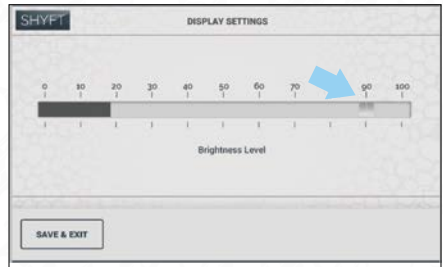 SHYFT DISPLAY SETTINGS
0 10 20 30 40 50 60 70 90 100
Brightness Level
SAVE & EXIT